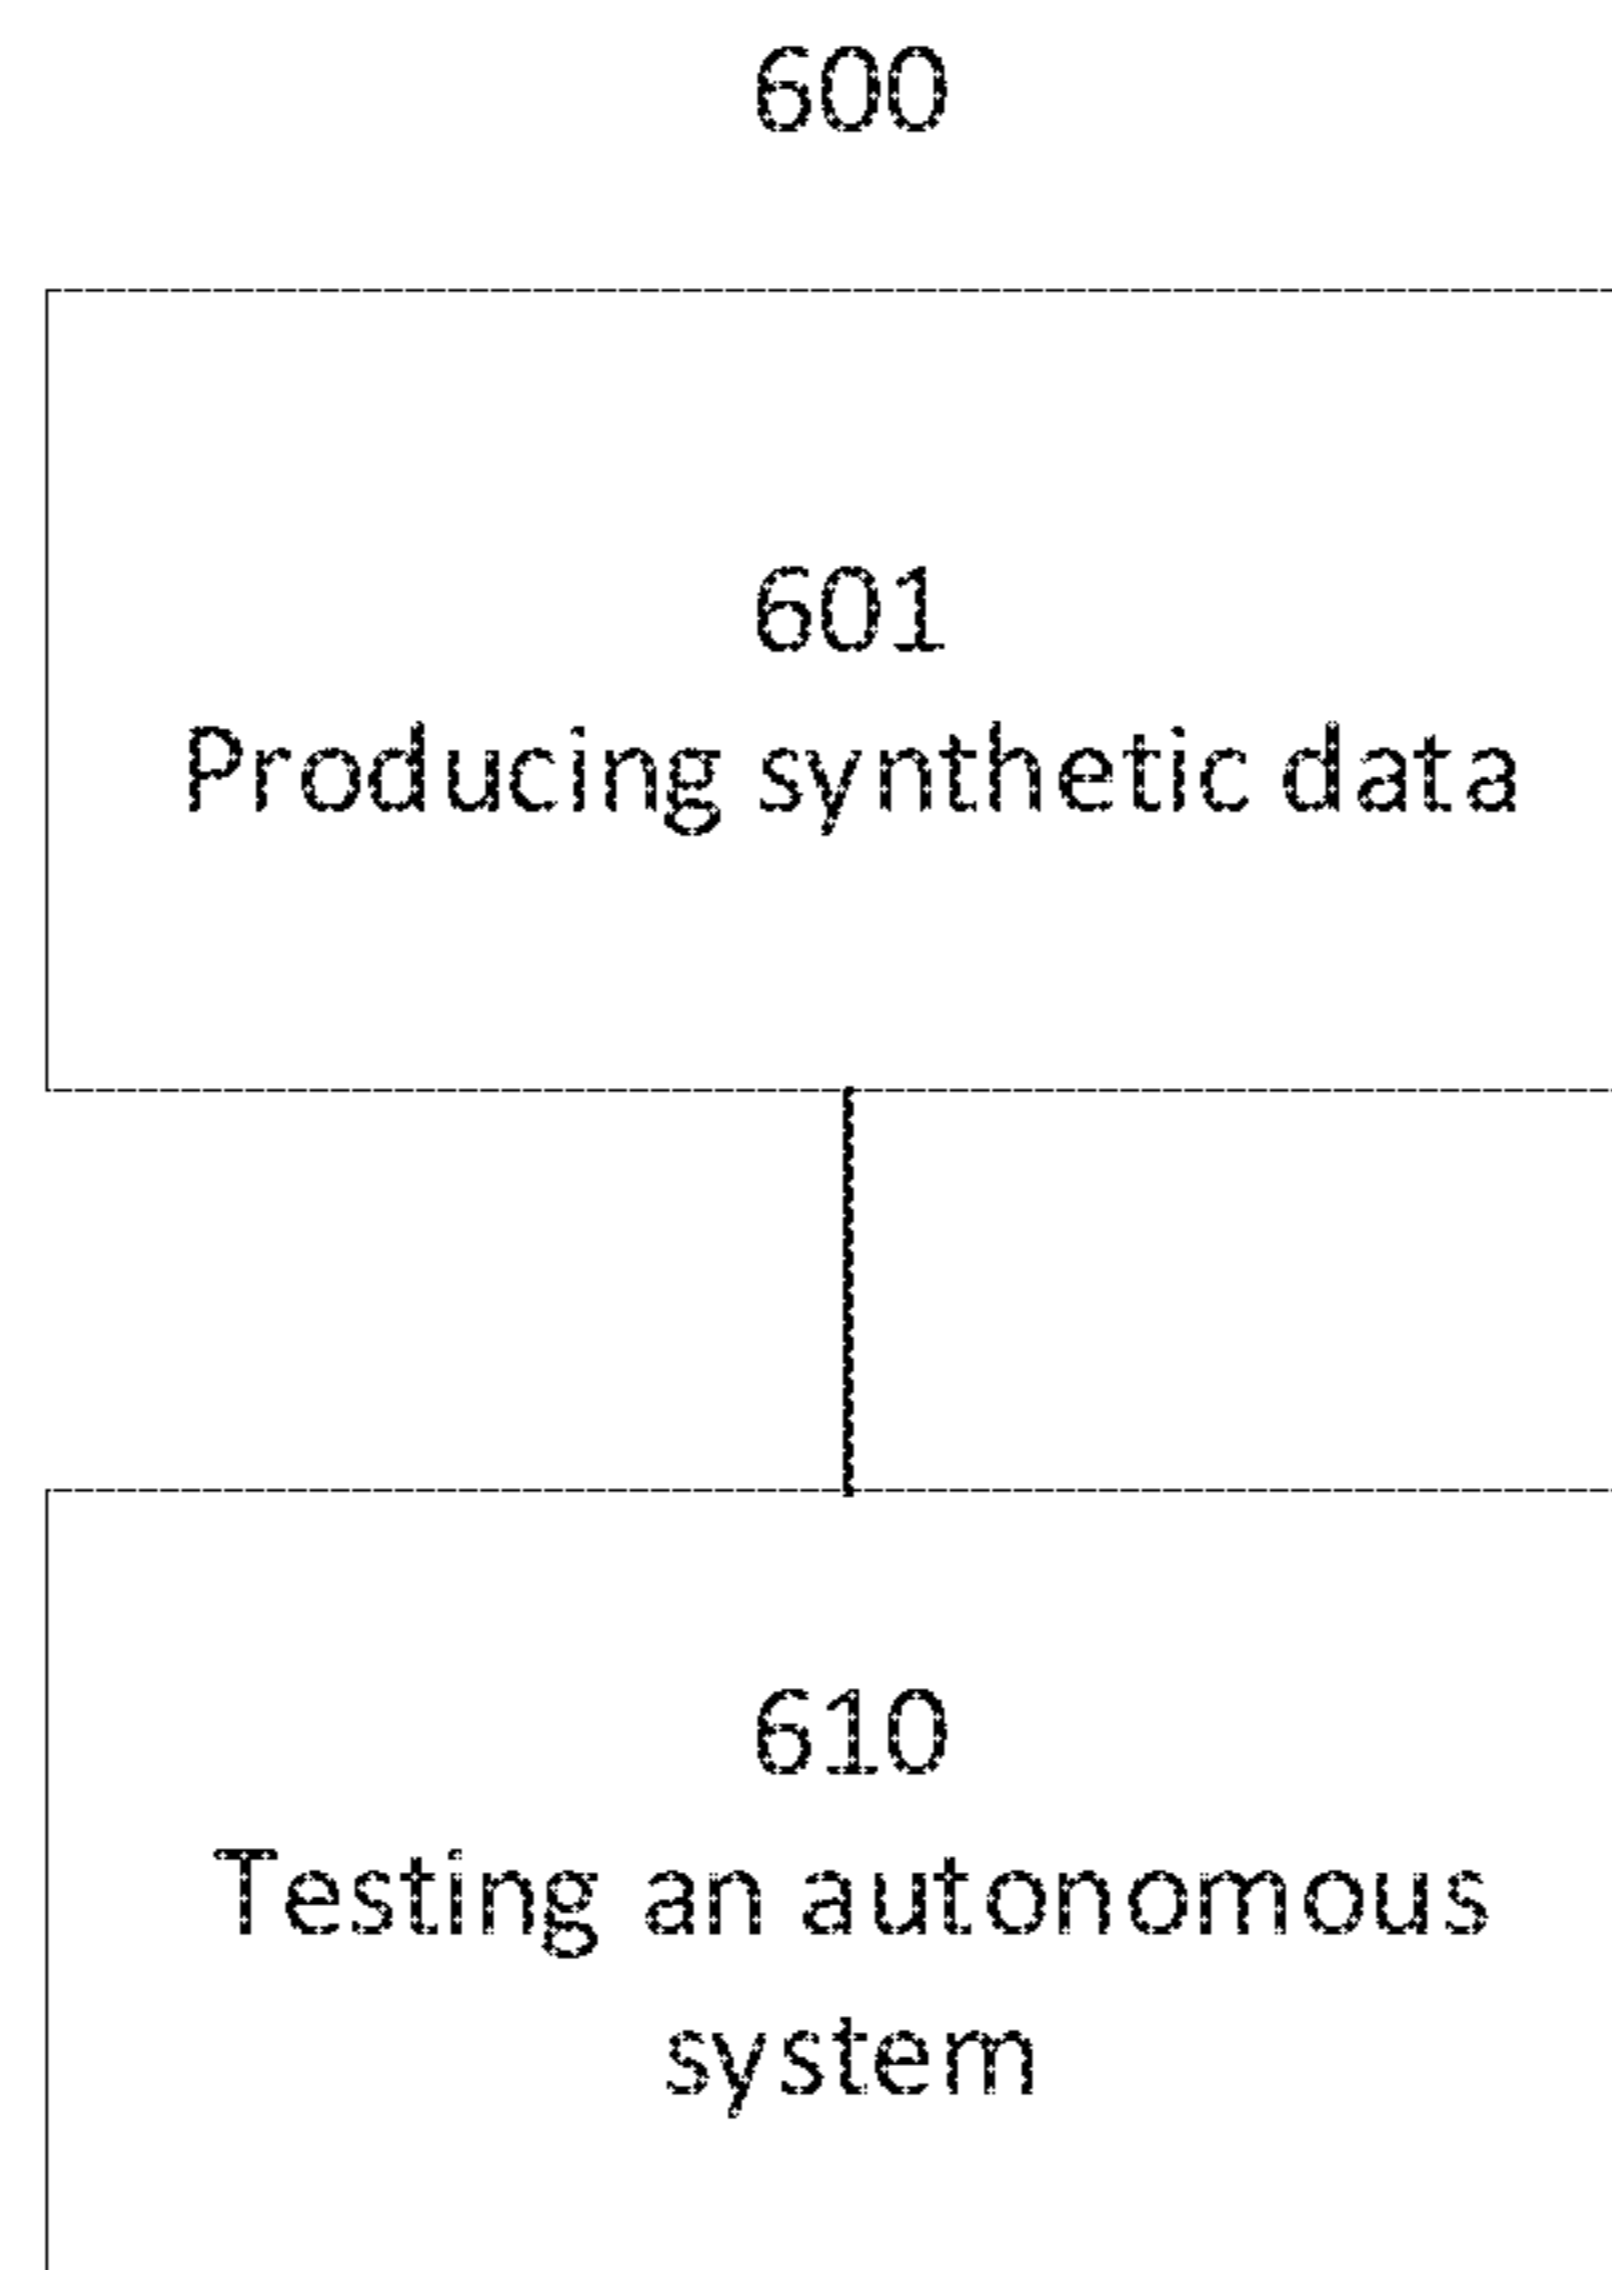 600
601
Producing synthetic data
610
Testing an autonomous
system